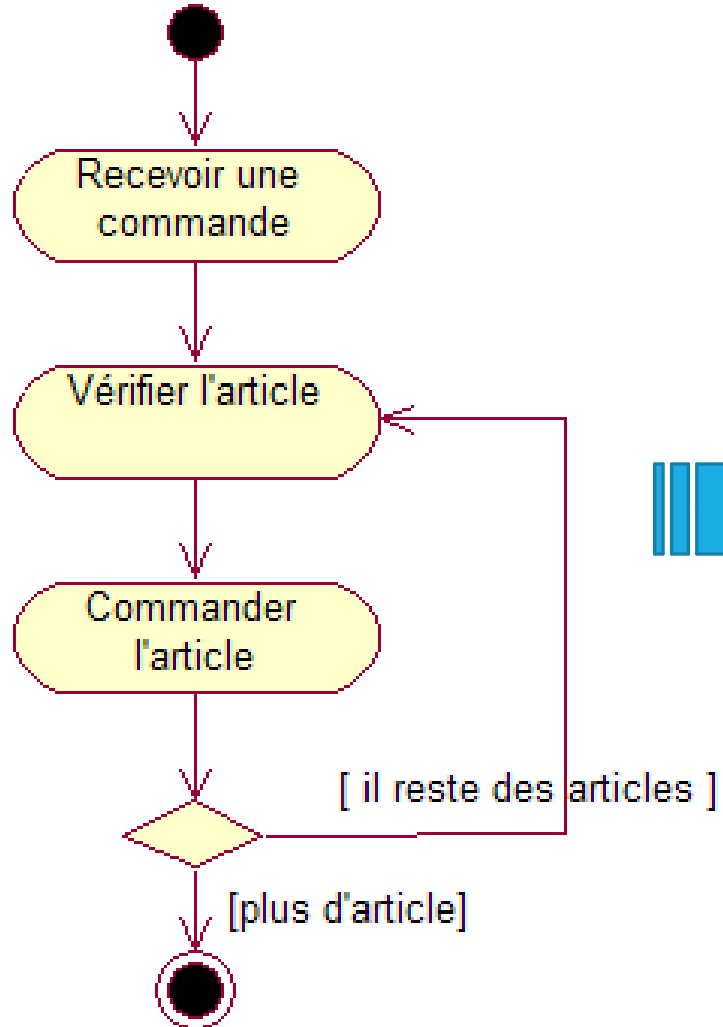 Recevoir une
commande
Vérifier l'article
Commander
l'article
[ il reste des articles ]
[plus d'article]